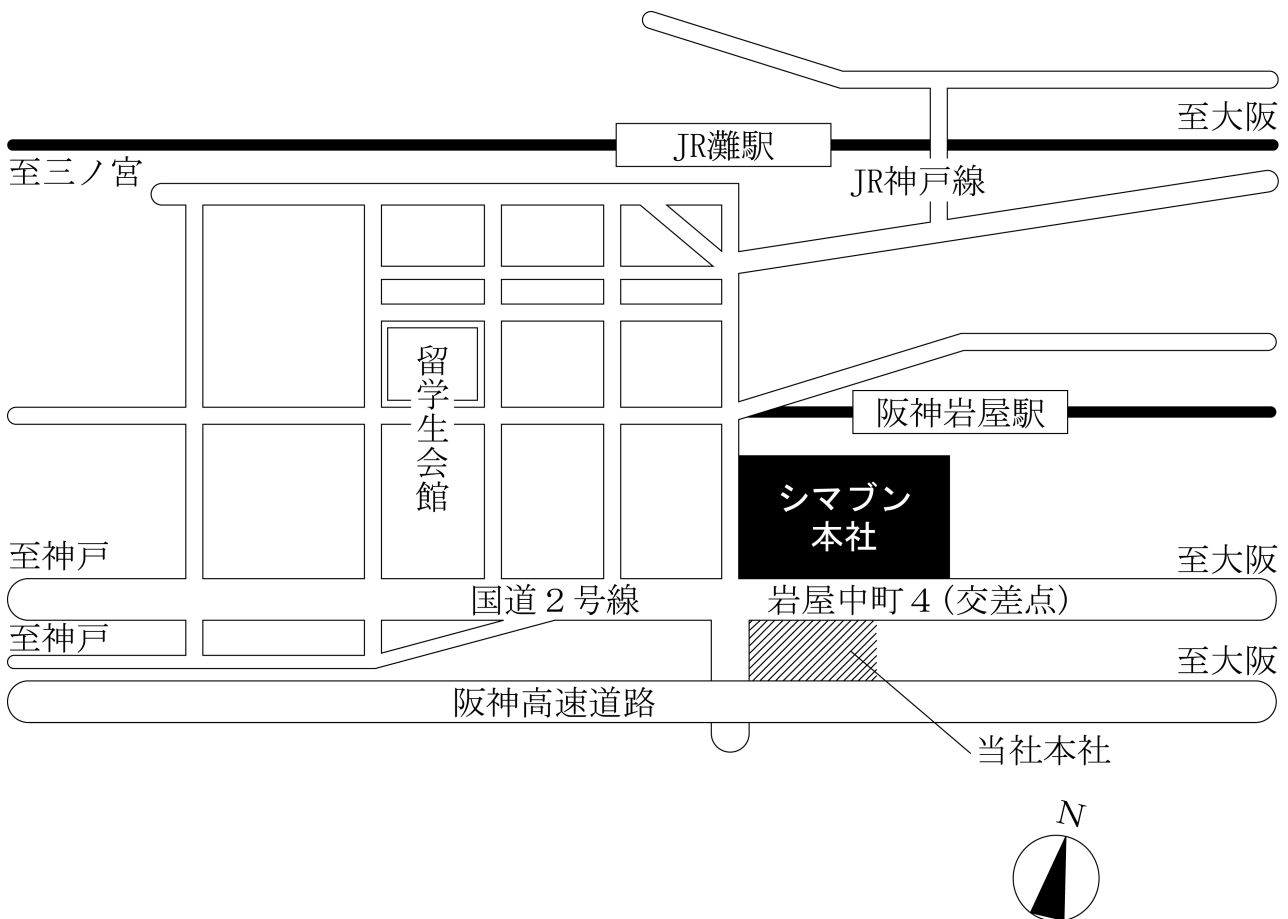 至大阪
JR灘駅
至三ノ宮
JR神戸線
留学生会館
阪神岩屋駅
シマブン
本社
至神戸
至大阪
国道2号線
岩屋中町4(交差点)
至神戸
至大阪
阪神高速道路
当社本社
N